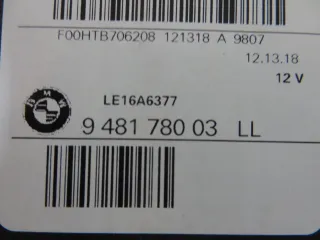 F00HTB706208 121318 A 9807
12.13.18
12 V
LE16A6377
BMW
9 481 780 03 LL